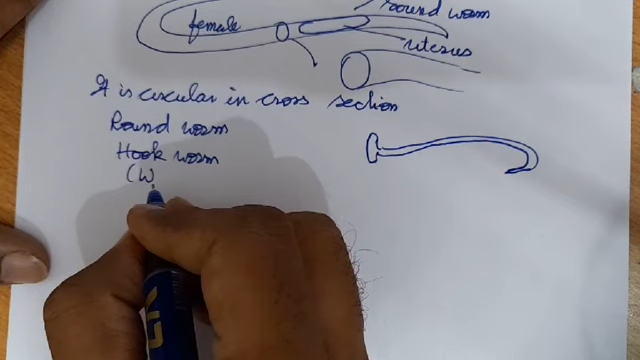 round worm
female
uterus
It is circular in cross section
Round worm
Hook worm
(W